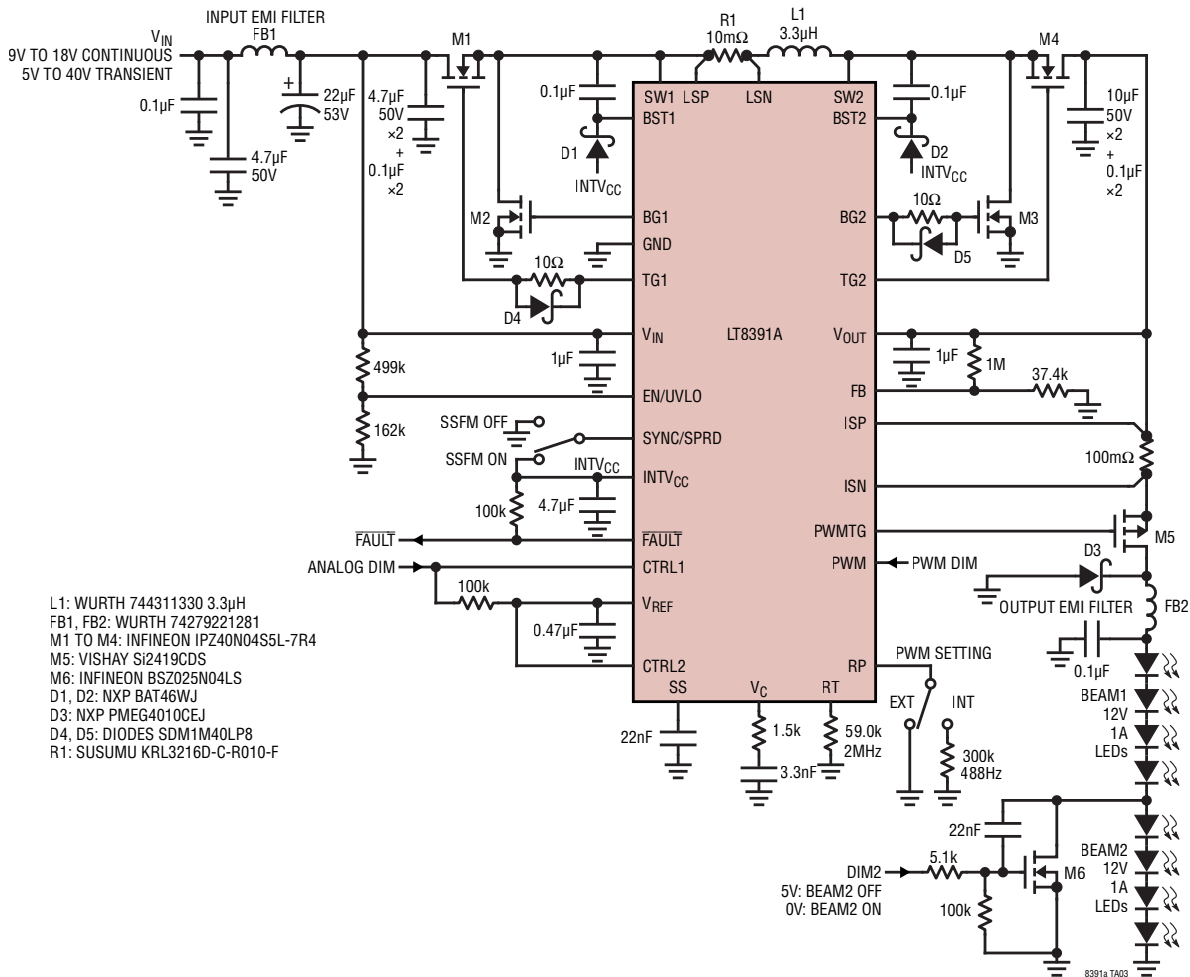 INPUT EMI FILTER
FB1
VIN
9V TO 18V CONTINUOUS
5V TO 40V TRANSIENT
0.1µF
4.7µF
50V
+
22µF
53V
4.7µF
50V
×2
+
0.1µF
×2
M1
R1
10mΩ
L1
3.3µH
M4
0.1µF
SW1
LSP
LSN
SW2
0.1µF
10µF
50V
×2
+
0.1µF
×2
BST1
BST2
D1
INTVCC
D2
INTVCC
M2
BG1
BG2
10Ω
D5
M3
GND
10Ω
D4
TG1
TG2
VIN
LT8391A
VOUT
1µF
1µF
1M
499k
37.4k
FB
EN/UVLO
162k
ISP
SSFM OFF
SYNC/SPRD
SSFM ON
100mΩ
INTVCC
INTVCC
ISN
100k
4.7µF
PWMTG
M5
FAULT
FAULT
D3
ANALOG DIM
CTRL1
PWM
PWM DIM
100k
VREF
OUTPUT EMI FILTER
FB2
0.47µF
0.1µF
CTRL2
RP
PWM SETTING
SS
VC
RT
EXT
INT
22nF
1.5k
3.3nF
59.0k
2MHz
300k
488Hz
BEAM1
12V
1A
LEDs
L1: WURTH 744311330 3.3µH
FB1, FB2: WURTH 74279221281
M1 TO M4: INFINEON IPZ40N04S5L-7R4
M5: VISHAY Si2419CDS
M6: INFINEON BSZ025N04LS
D1, D2: NXP BAT46WJ
D3: NXP PMEG4010CEJ
D4, D5: DIODES SDM1M40LP8
R1: SUSUMU KRL3216D-C-R010-F
22nF
DIM2
5.1k
M6
5V: BEAM2 OFF
0V: BEAM2 ON
100k
BEAM2
12V
1A
LEDs
8391a TA03